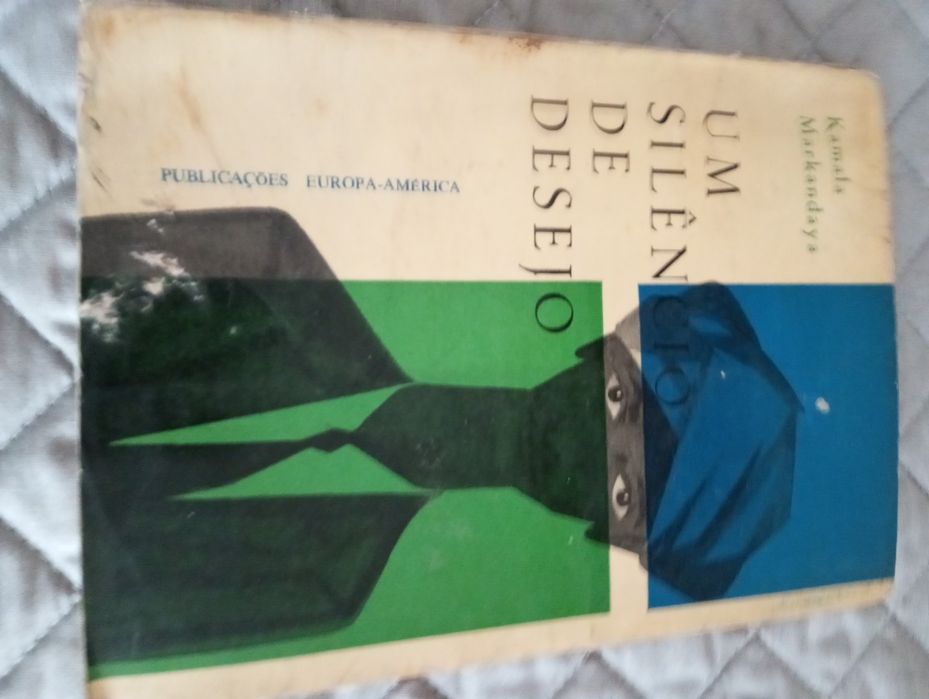 Kamala
Markandaya
UM
SILÊNCIO
DE
DESEJO
PUBLICAÇÕES EUROPA-AMÉRICA